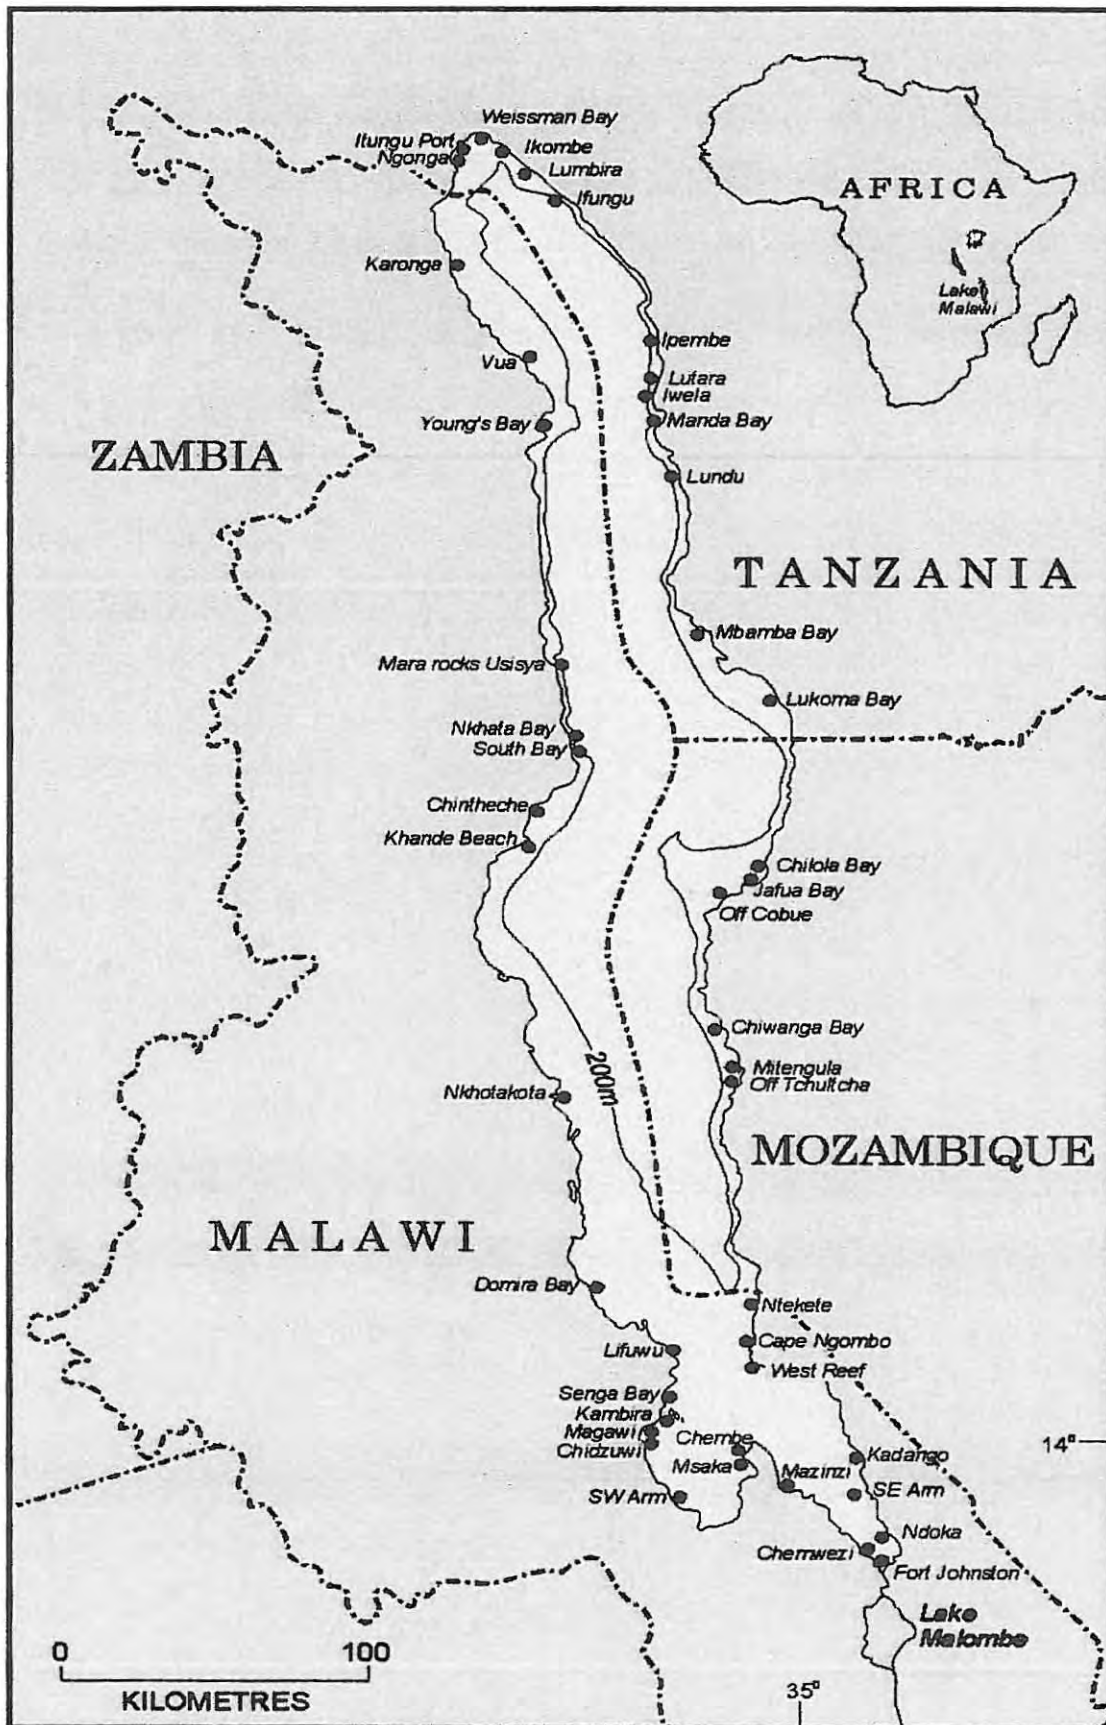 Weissman Bay
Itungu Port
Ikombe
Ngonga
Lumbira
Ifungu
AFRICA
Karonga
Lake
Malawi
Ipembe
Vua
Lutara
Iwela
Young's Bay
Manda Bay
ZAMBIA
Lundu
TANZANIA
Mbamba Bay
Mara rocks Usisya
Lukoma Bay
Nkhata Bay
South Bay
Chintheche
Khande Beach
Chilola Bay
Jafua Bay
Off Cobue
Chiwanga Bay
200m
Mitengula
Off Tchultcha
Nkhotakota
MOZAMBIQUE
MALAWI
Domira Bay
Ntekete
Cape Ngombo
Lifuwu
West Reef
Senga Bay
Kambira
Magawi
Chembe
14°
Chidzuwi
Kadango
Msaka
Mazinzi
SW Arm
SE Arm
Ndoka
Chemwezi
Fort Johnston
Lake
Malombe
0 100
KILOMETRES
35°